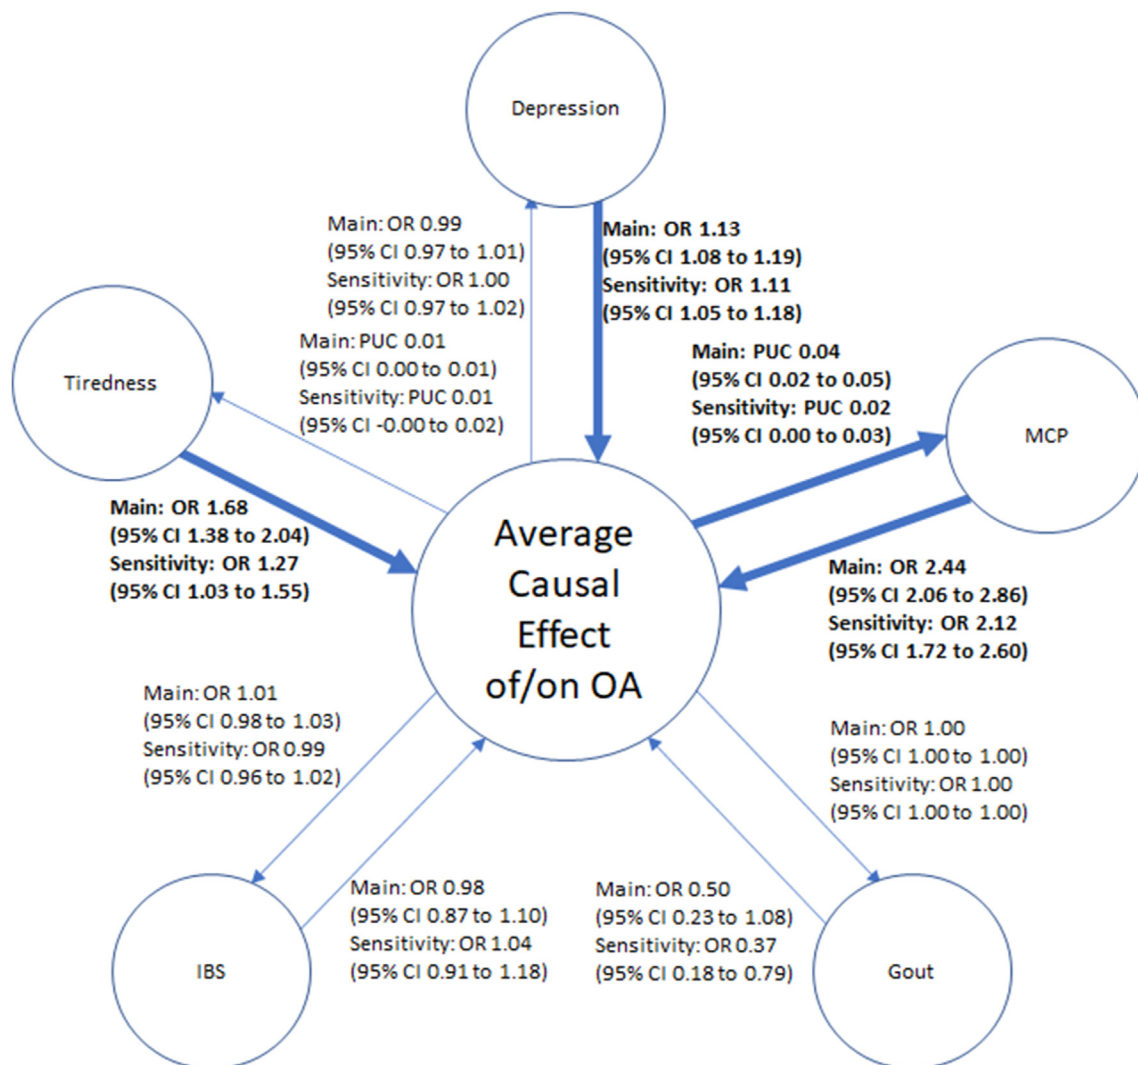 Depression
Main: OR 0.99
(95% CI 0.97 to 1.01)
Sensitivity: OR 1.00
(95% CI 0.97 to 1.02)
Main: OR 1.13
(95% CI 1.08 to 1.19)
Sensitivity: OR 1.11
(95% CI 1.05 to 1.18)
Tiredness
Main: PUC 0.01
(95% CI 0.00 to 0.01)
Sensitivity: PUC 0.01
(95% CI -0.00 to 0.02)
Main: PUC 0.04
(95% CI 0.02 to 0.05)
Sensitivity: PUC 0.02
(95% CI 0.00 to 0.03)
MCP
Main: OR 1.68
(95% CI 1.38 to 2.04)
Sensitivity: OR 1.27
(95% CI 1.03 to 1.55)
Average
Causal
Effect
of/on OA
Main: OR 2.44
(95% CI 2.06 to 2.86)
Sensitivity: OR 2.12
(95% CI 1.72 to 2.60)
Main: OR 1.01
(95% CI 0.98 to 1.03)
Sensitivity: OR 0.99
(95% CI 0.96 to 1.02)
Main: OR 1.00
(95% CI 1.00 to 1.00)
Sensitivity: OR 1.00
(95% CI 1.00 to 1.00)
IBS
Main: OR 0.98
(95% CI 0.87 to 1.10)
Sensitivity: OR 1.04
(95% CI 0.91 to 1.18)
Main: OR 0.50
(95% CI 0.23 to 1.08)
Sensitivity: OR 0.37
(95% CI 0.18 to 0.79)
Gout